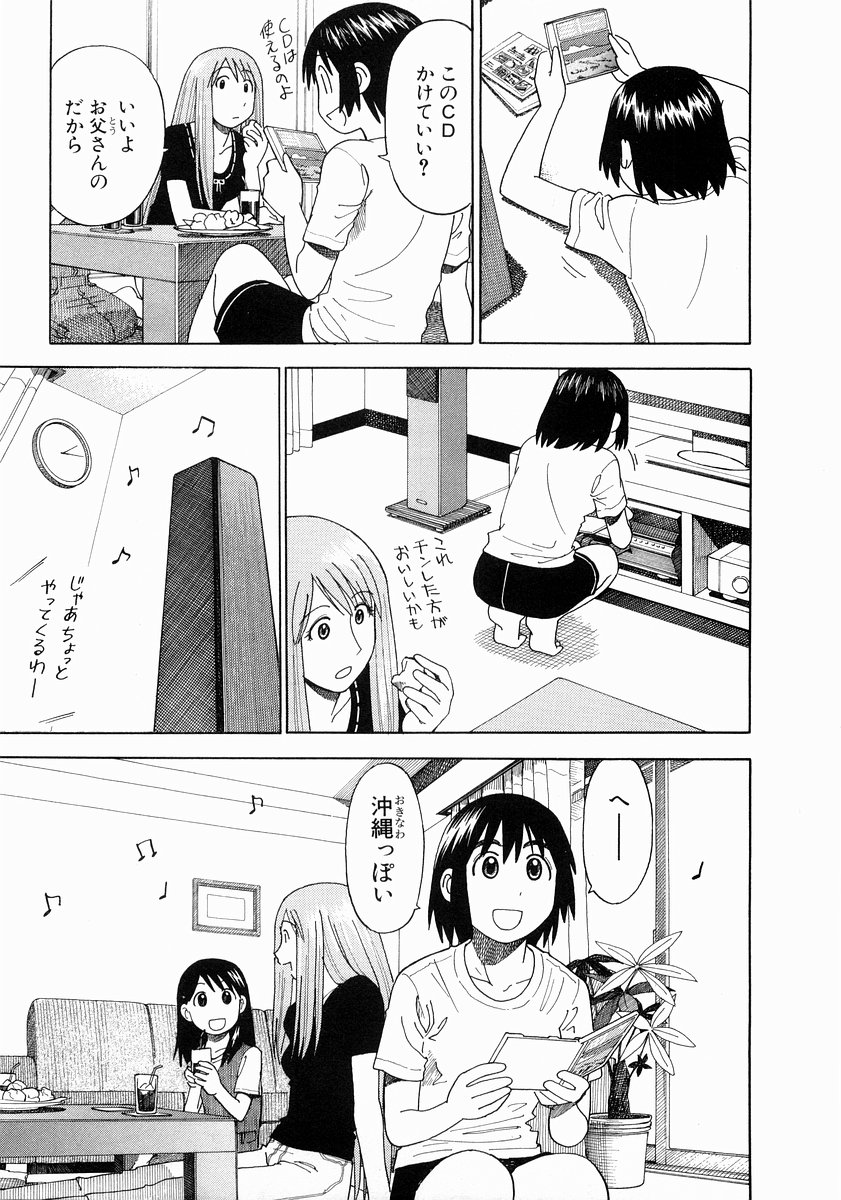 このCD
かけていい?
CDは
使えるのよ
いいよ
お父さんの
だから
これ
チンした方が
おいしいかも
じゃあちょっと
やってくるわー
へー
沖縄っぽい